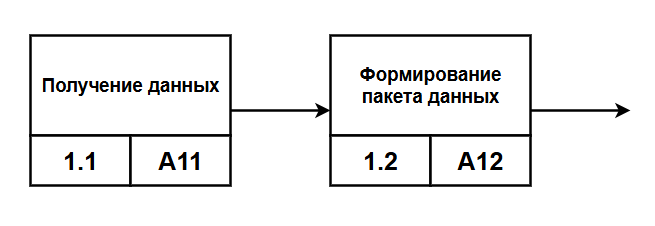 Получение данных
1.1
A11
Формирование
пакета данных
1.2
A12